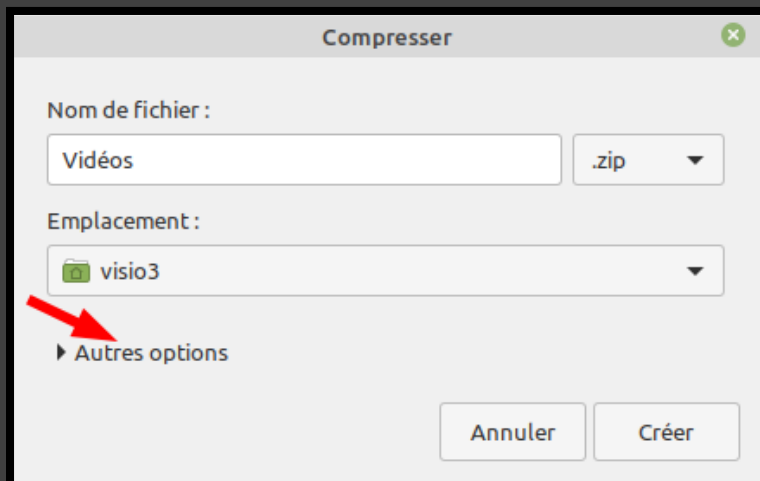 Compresser
Nom de fichier :
Vidéos .zip
Emplacement :
visio3
Autres options
Annuler Créer